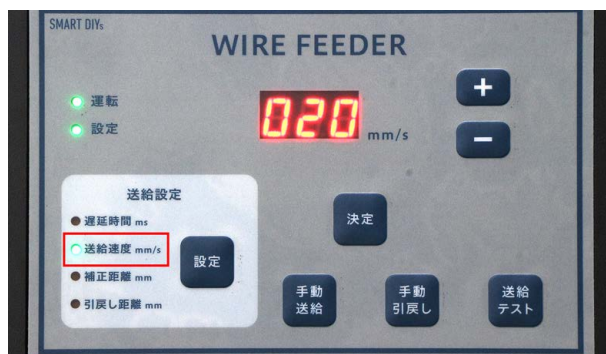 SMART DIYs
WIRE FEEDER
運転
設定
020 mm/s
+
−
送給設定
遅延時間 ms
送給速度 mm/s
補正距離 mm
引戻し距離 mm
設定
決定
手動
送給
手動
引戻し
送給
テスト